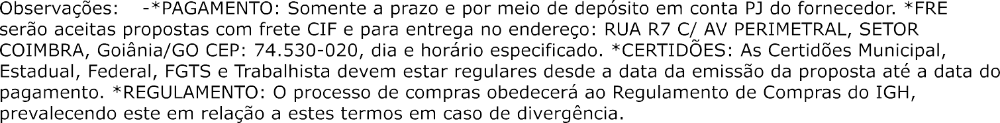 Observações: -*PAGAMENTO: Somente a prazo e por meio de depósito em conta PJ do fornecedor. *FRE
serão aceitas propostas com frete CIF e para entrega no endereço: RUA R7 C/ AV PERIMETRAL, SETOR
COIMBRA, Goiânia/GO CEP: 74.530-020, dia e horário especificado. *CERTIDÕES: As Certidões Municipal,
Estadual, Federal, FGTS e Trabalhista devem estar regulares desde a data da emissão da proposta até a data do
pagamento. *REGULAMENTO: O processo de compras obedecerá ao Regulamento de Compras do IGH,
prevalecendo este em relação a estes termos em caso de divergência.